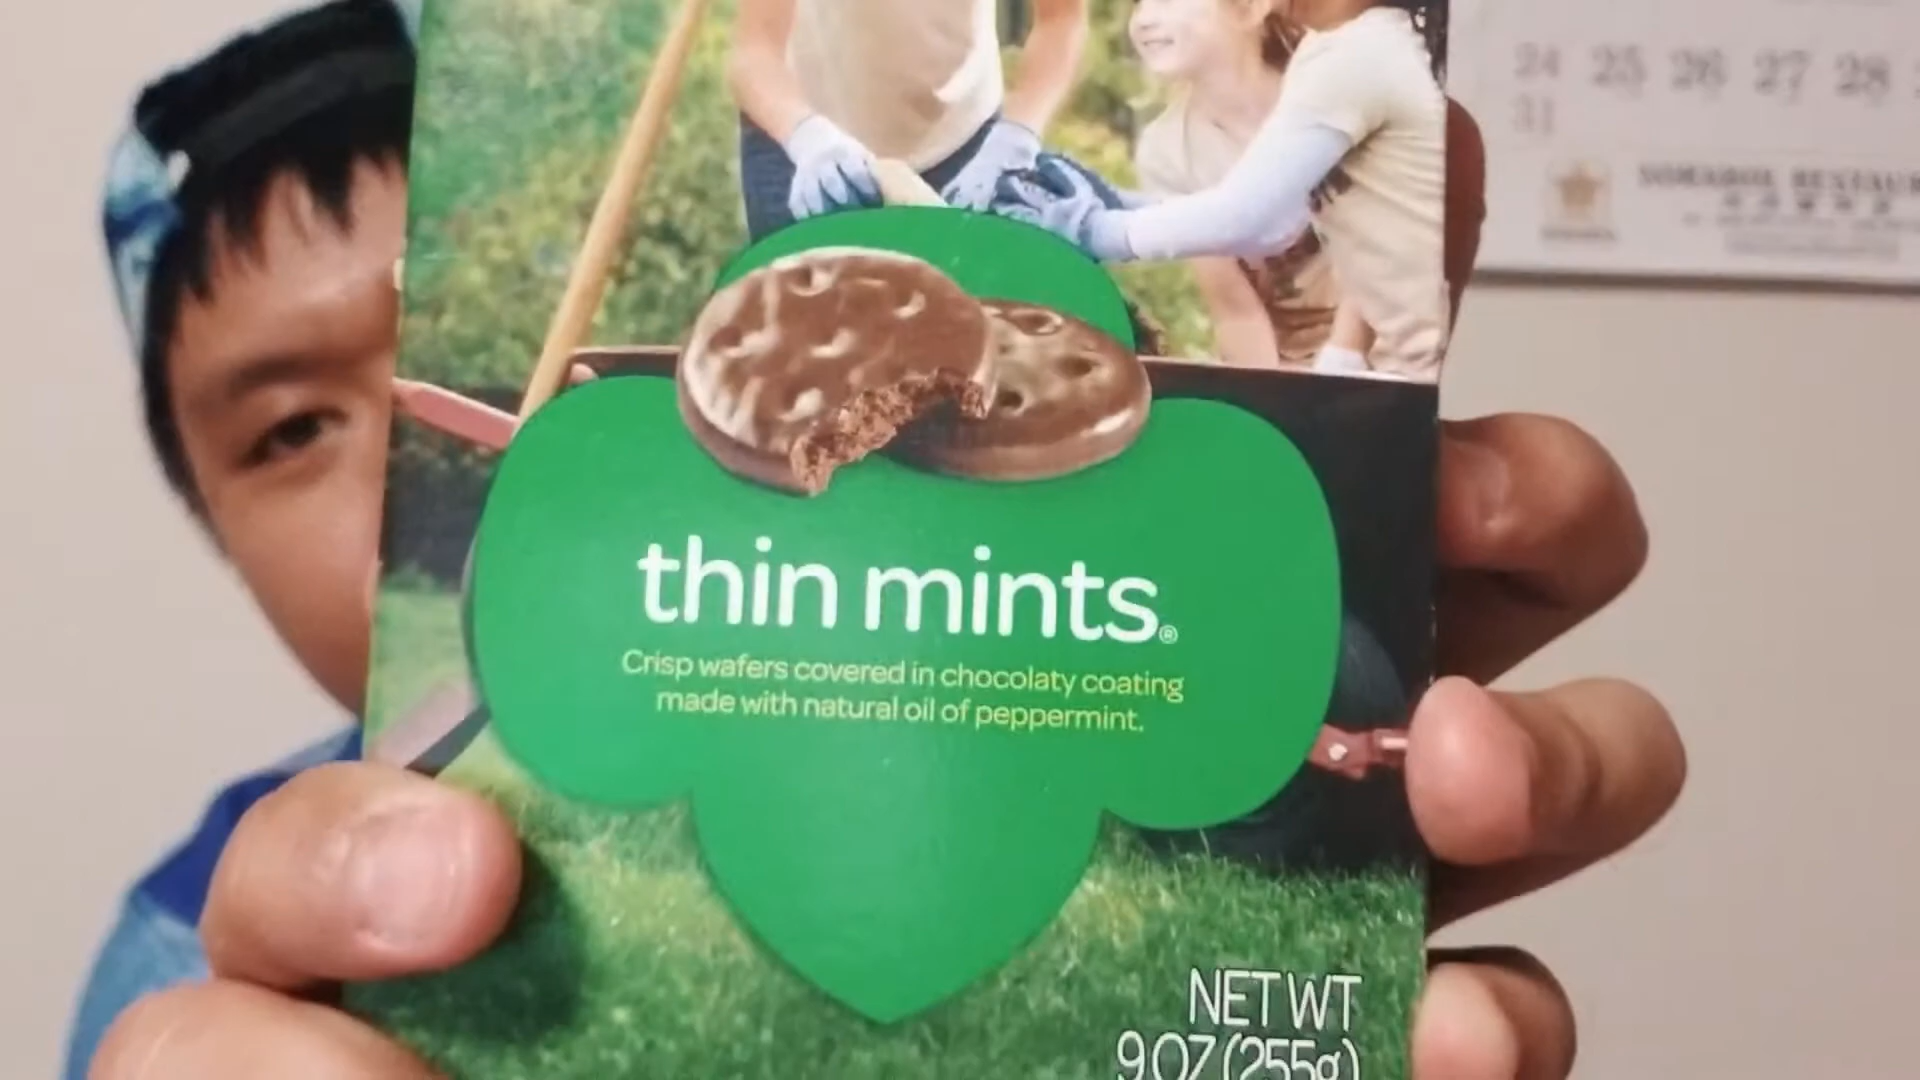 24 25 26 27 28
31
thin mints®
Crisp wafers covered in chocolaty coating
made with natural oil of peppermint.
NET WT
9 OZ (255g)